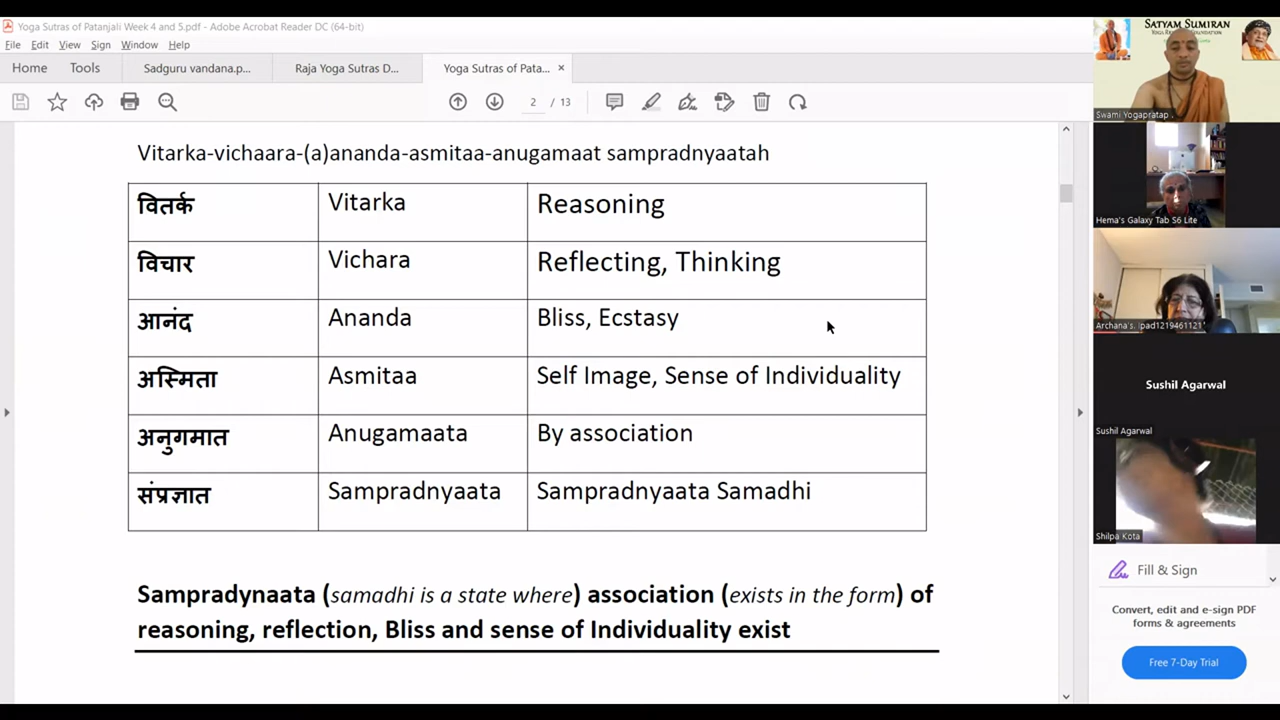 Yoga Sutras of Patanjali Week 4 and 5.pdf - Adobe Acrobat Reader DC (64-bit)
File Edit View Sign Window Help
Home Tools Sadguru vandana.p... Raja Yoga Sutras D... Yoga Sutras of Pata... ×
2 / 13
Vitarka-vichaara-(a)ananda-asmitaa-anugamaat sampradnyaatah
वितर्क Vitarka Reasoning
विचार Vichara Reflecting, Thinking
आनंद Ananda Bliss, Ecstasy
अस्मिता Asmitaa Self Image, Sense of Individuality
अनुगमात Anugamaata By association
संप्रज्ञात Sampradnyaata Sampradnyaata Samadhi
Sampradynaata (samadhi is a state where) association (exists in the form) of
reasoning, reflection, Bliss and sense of Individuality exist
SATYAM SUMIRAN
Swami Yogapratap .
Hema's Galaxy Tab S6 Lite
Archana's. Ipad1219461121'
Sushil Agarwal
Sushil Agarwal
Shilpa Kota
Fill & Sign
Convert, edit and e-sign PDF
forms & agreements
Free 7-Day Trial